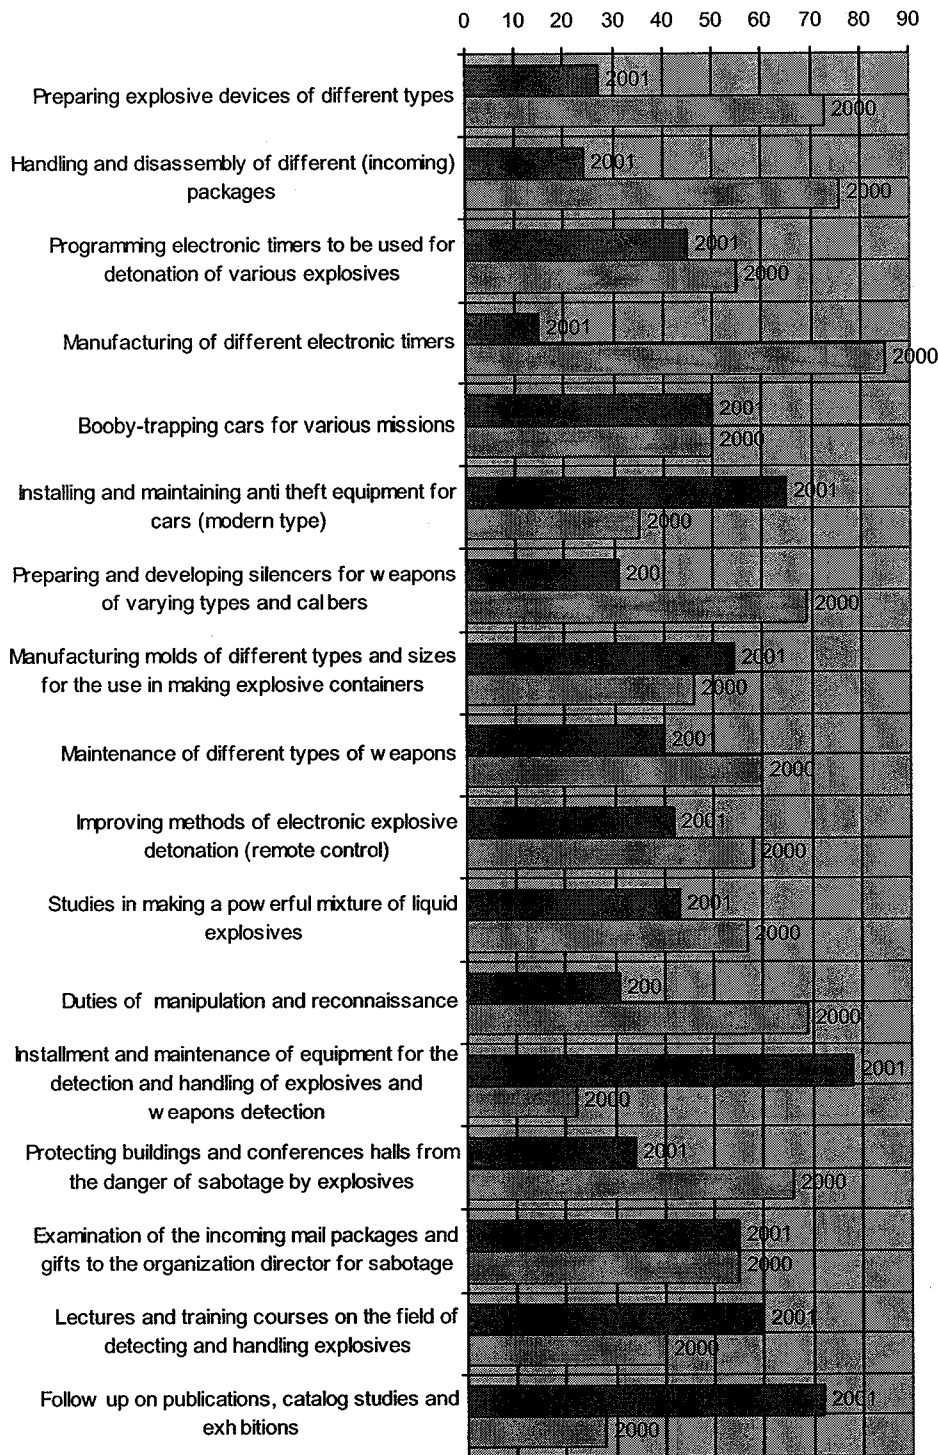 0 10 20 30 40 50 60 70 80 90
2001
Preparing explosive devices of different types
2000
Handling and disassembly of different (incoming)
2001
packages
2000
Programming electronic timers to be used for
2001
detonation of various explosives
2000
2001
Manufacturing of different electronic timers
2000
2001
Booby-trapping cars for various missions
2000
Installing and maintaining anti theft equipment for
2001
cars (modern type)
2000
Preparing and developing silencers for weapons
200
of varying types and cal bers
2000
Manufacturing molds of different types and sizes
2001
for the use in making explosive containers
2000
2001
Maintenance of different types of weapons
2000
Improving methods of electronic explosive
2001
detonation (remote control)
2000
Studies in making a powerful mixture of liquid
2001
explosives
2000
200
Duties of manipulation and reconnaissance
2000
Installment and maintenance of equipment for the
2001
detection and handling of explosives and
weapons detection
2000
Protecting buildings and conferences halls from
2001
the danger of sabotage by explosives
2000
Examination of the incoming mail packages and
2001
gifts to the organization director for sabotage
2000
Lectures and training courses on the field of
2001
detecting and handling explosives
2000
Follow up on publications, catalog studies and
2001
exh bitions
2000